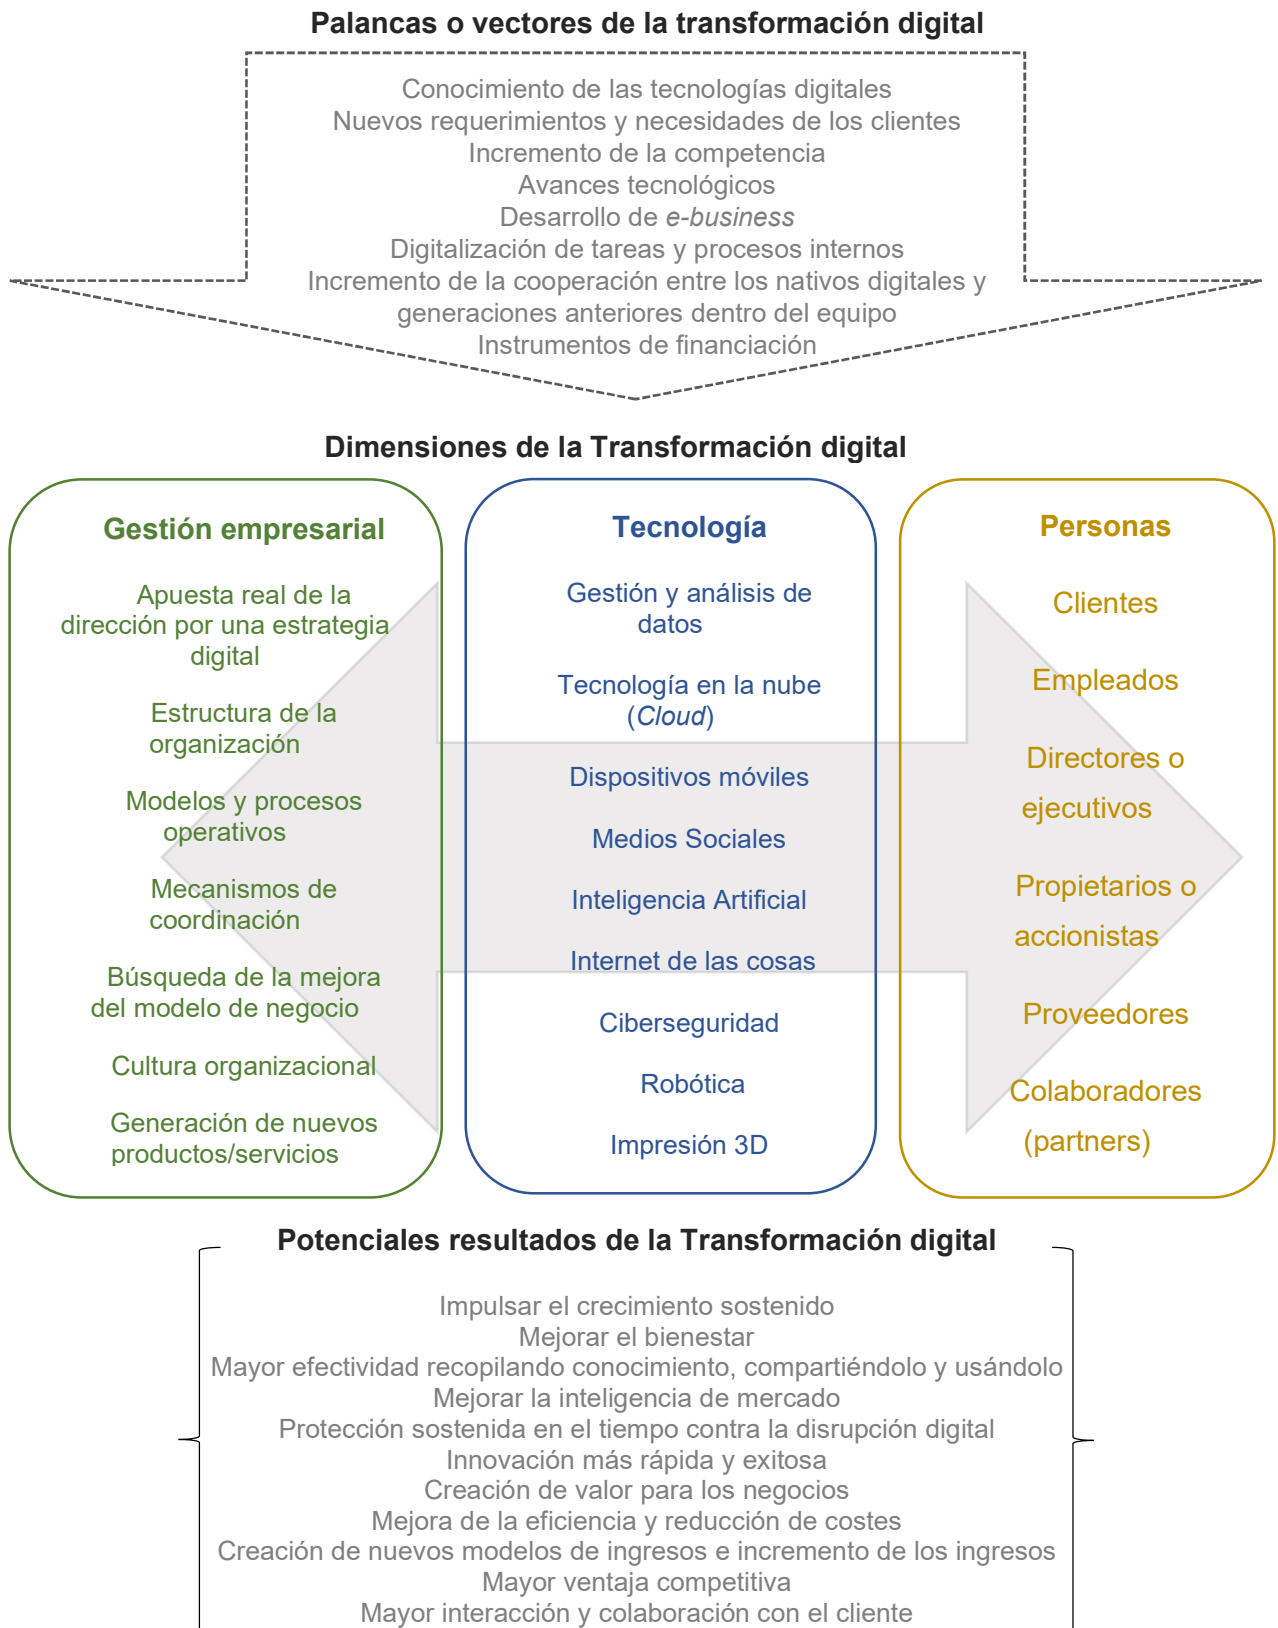 Palancas o vectores de la transformación digital
Conocimiento de las tecnologías digitales
Nuevos requerimientos y necesidades de los clientes
Incremento de la competencia
Avances tecnológicos
Desarrollo de e-business
Digitalización de tareas y procesos internos
Incremento de la cooperación entre los nativos digitales y
generaciones anteriores dentro del equipo
Instrumentos de financiación
Dimensiones de la Transformación digital
Gestión empresarial
Apuesta real de la
dirección por una estrategia
digital
Estructura de la
organización
Modelos y procesos
operativos
Mecanismos de
coordinación
Búsqueda de la mejora
del modelo de negocio
Cultura organizacional
Generación de nuevos
productos/servicios
Tecnología
Gestión y análisis de
datos
Tecnología en la nube
(Cloud)
Dispositivos móviles
Medios Sociales
Inteligencia Artificial
Internet de las cosas
Ciberseguridad
Robótica
Impresión 3D
Personas
Clientes
Empleados
Directores o
ejecutivos
Propietarios o
accionistas
Proveedores
Colaboradores
(partners)
Potenciales resultados de la Transformación digital
Impulsar el crecimiento sostenido
Mejorar el bienestar
Mayor efectividad recopilando conocimiento, compartiéndolo y usándolo
Mejorar la inteligencia de mercado
Protección sostenida en el tiempo contra la disrupción digital
Innovación más rápida y exitosa
Creación de valor para los negocios
Mejora de la eficiencia y reducción de costes
Creación de nuevos modelos de ingresos e incremento de los ingresos
Mayor ventaja competitiva
Mayor interacción y colaboración con el cliente